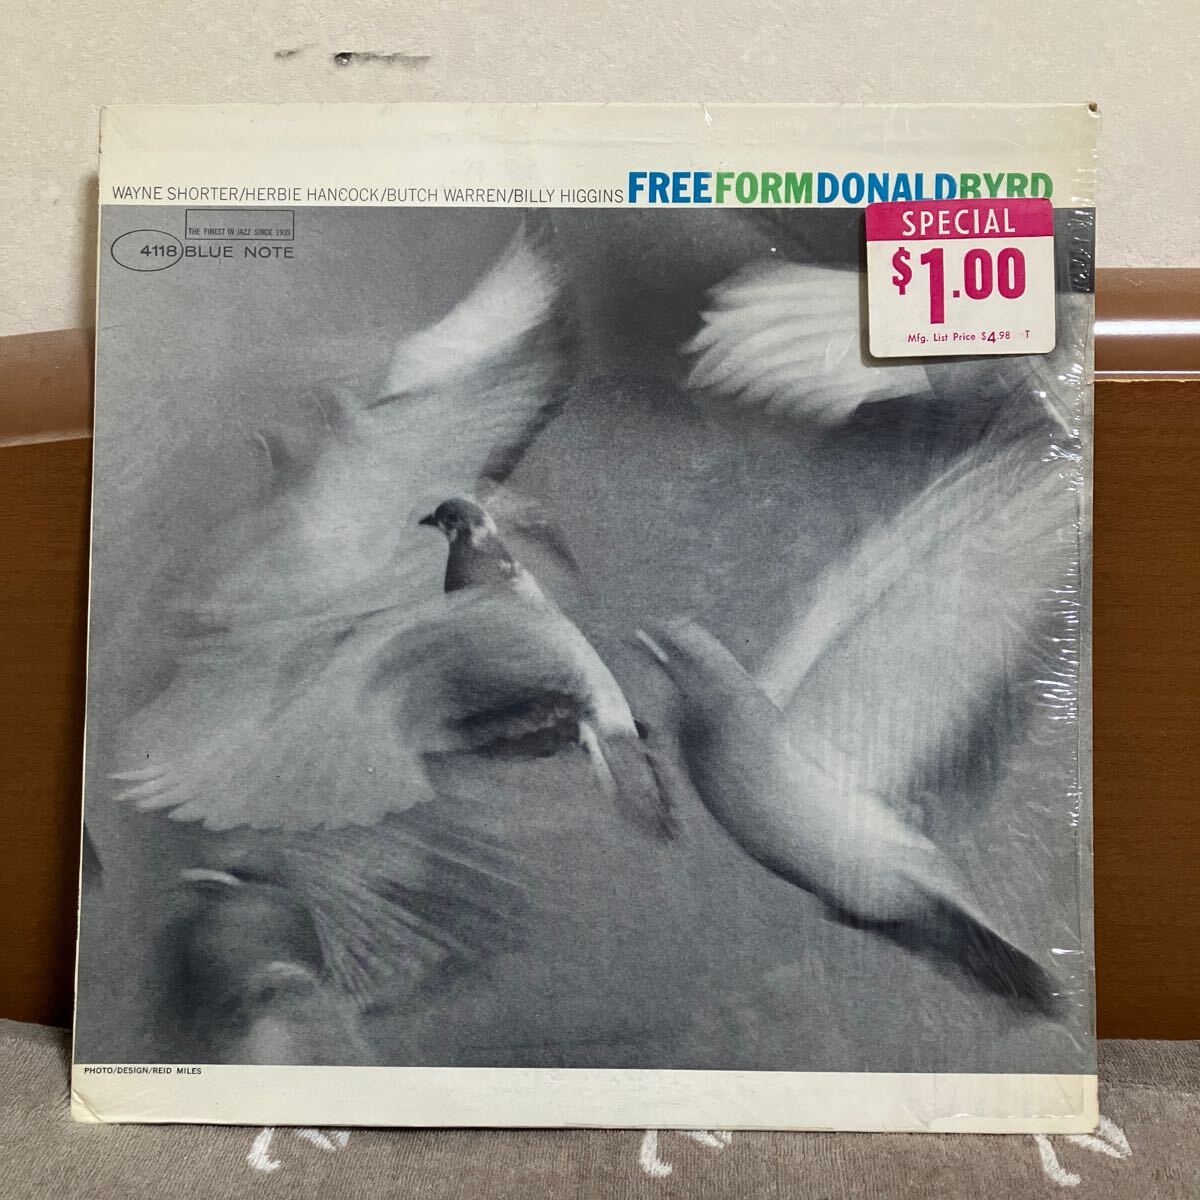 WAYNE SHORTER/HERBIE HANCOCK/BUTCH WARREN/BILLY HIGGINS FREEFORMDONALDBYRD
THE FINEST IN JAZZ SINCE 1939
4118 BLUE NOTE
SPECIAL
$1.00
Mfg. List Price $4.98 T
PHOTO/DESIGN/REID MILES